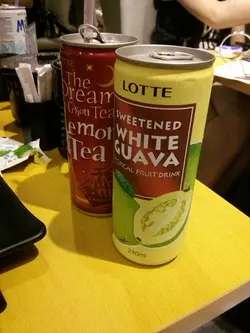 The
Dream
Ceylon Tea
Lemon
Tea
LOTTE
SWEETENED
WHITE
GUAVA
TROPICAL FRUIT DRINK
240ml